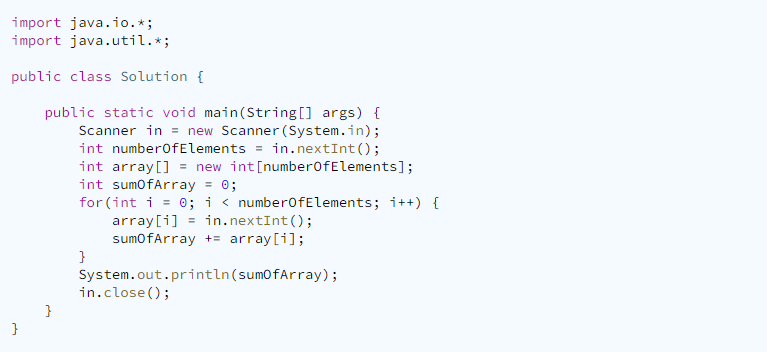 import java.io.*;
import java.util.*;
public class Solution {
    public static void main(String[] args) {
        Scanner in = new Scanner(System.in);
        int numberOfElements = in.nextInt();
        int array[] = new int[numberOfElements];
        int sumOfArray = 0;
        for(int i = 0; i < numberOfElements; i++) {
            array[i] = in.nextInt();
            sumOfArray += array[i];
        }
        System.out.println(sumOfArray);
        in.close();
    }
}